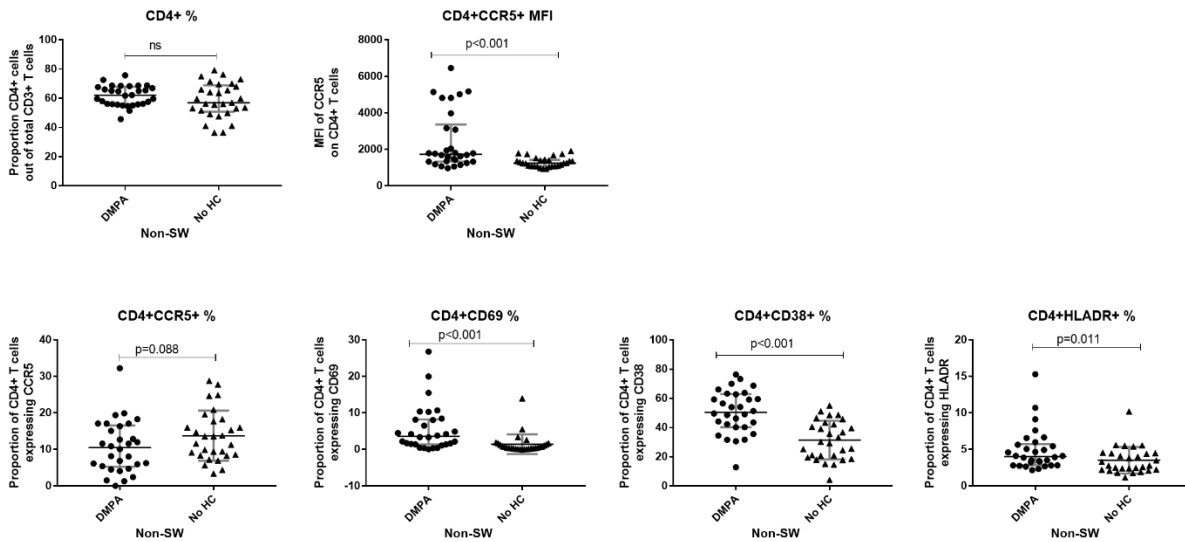 CD4+ %
Proportion CD4+ cells
out of total CD3+ T cells
100
80
60
40
20
0
ns
DMPA
No HC
Non-SW
CD4+CCR5+ MFI
MFI of CCR5
on CD4+ T cells
8000
6000
4000
2000
0
p<0.001
DMPA
No HC
Non-SW
CD4+CCR5+ %
Proportion of CD4+ T cells
expressing CCR5
40
30
20
10
0
p=0.088
DMPA
No HC
Non-SW
CD4+CD69 %
Proportion of CD4+ T cells
expressing CD69
30
20
10
0
-10
p<0.001
DMPA
No HC
Non-SW
CD4+CD38+ %
Proportion of CD4+ T cells
expressing CD38
100
80
60
40
20
0
p<0.001
DMPA
No HC
Non-SW
CD4+HLADR+ %
Proportion of CD4+ T cells
expressing HLADR
20
15
10
5
0
p=0.011
DMPA
No HC
Non-SW